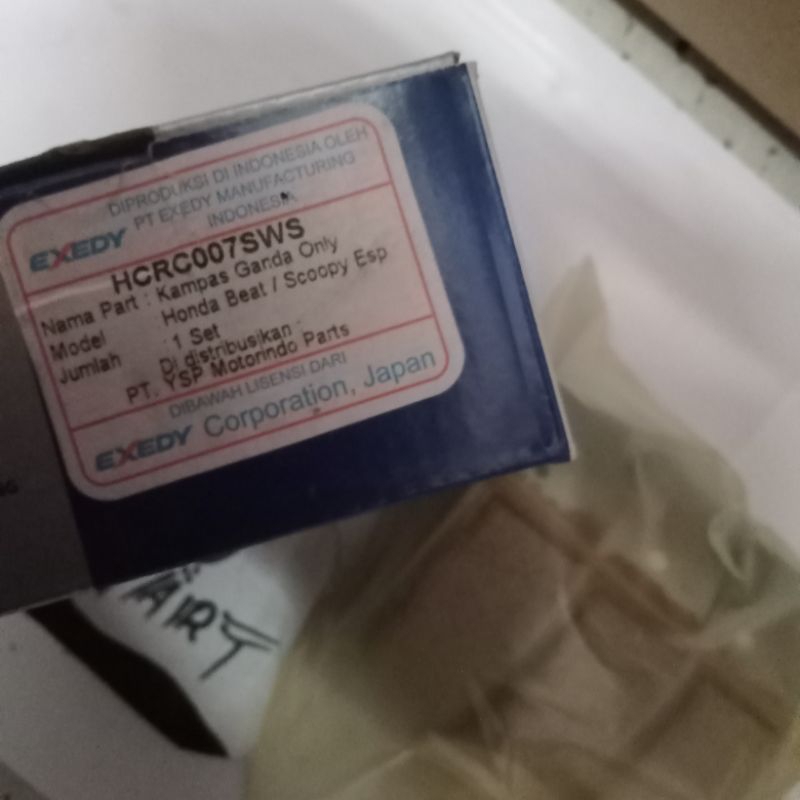 DIPRODUKSI DI INDONESIA OLEH
PT EXEDY MANUFACTURING
INDONESIA
EXEDY
HCRC007SWS
Nama Part : Kampas Ganda Only
Model Honda Beat / Scoopy Esp
Jumlah : 1 Set
Di distribusikan :
PT. YSP Motorindo Parts
DIBAWAH LISENSI DARI
EXEDY Corporation, Japan